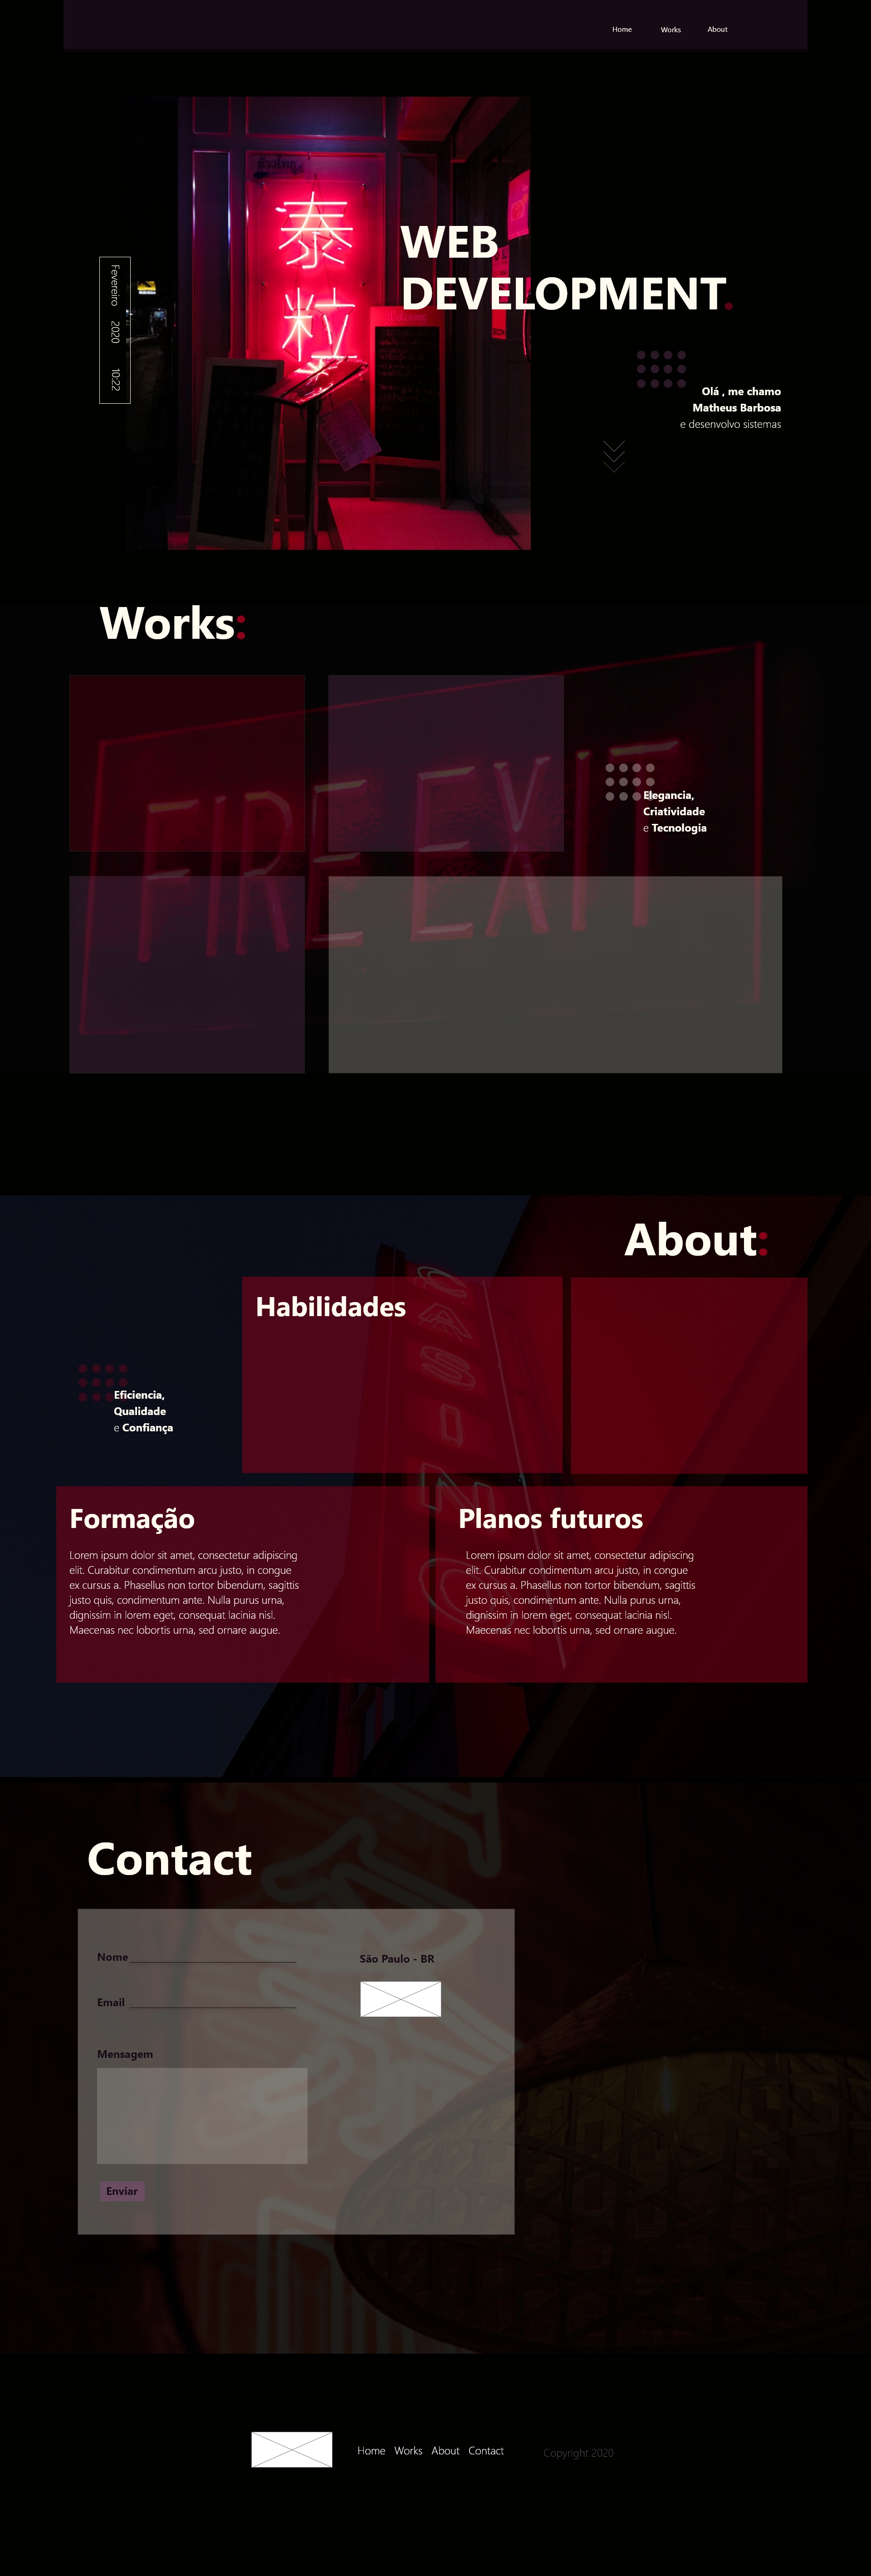 Home Works About
泰
粒
WEB
DEVELOPMENT.
Fevereiro 2020 10:22
Olá , me chamo
Matheus Barbosa
e desenvolvo sistemas
Works:
FIRE EXIT
Elegancia,
Criatividade
e Tecnologia
About:
Habilidades
Eficiencia,
Qualidade
e Confiança
Formação
Lorem ipsum dolor sit amet, consectetur adipiscing
elit. Curabitur condimentum arcu justo, in congue
ex cursus a. Phasellus non tortor bibendum, sagittis
justo quis, condimentum ante. Nulla purus urna,
dignissim in lorem eget, consequat lacinia nisl.
Maecenas nec lobortis urna, sed ornare augue.
Planos futuros
Lorem ipsum dolor sit amet, consectetur adipiscing
elit. Curabitur condimentum arcu justo, in congue
ex cursus a. Phasellus non tortor bibendum, sagittis
justo quis, condimentum ante. Nulla purus urna,
dignissim in lorem eget, consequat lacinia nisl.
Maecenas nec lobortis urna, sed ornare augue.
Contact
Nome
Email
Mensagem
Enviar
São Paulo - BR
Home Works About Contact
Copyright 2020